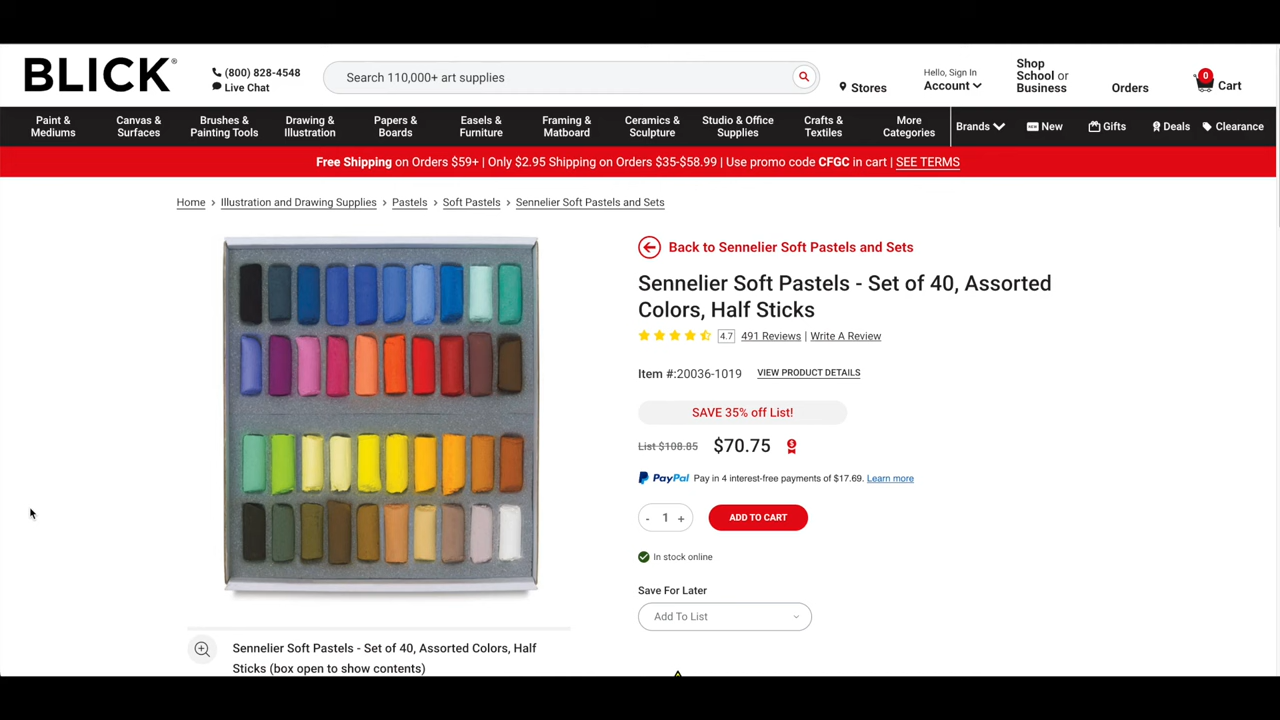 BLICK®
(800) 828-4548
Live Chat
Search 110,000+ art supplies
Stores
Hello, Sign In
Account
Shop
School or
Business
Orders
0
Cart
Paint &
Mediums
Canvas &
Surfaces
Brushes &
Painting Tools
Drawing &
Illustration
Papers &
Boards
Easels &
Furniture
Framing &
Matboard
Ceramics &
Sculpture
Studio & Office
Supplies
Crafts &
Textiles
More
Categories
Brands
New
Gifts
Deals
Clearance
Free Shipping on Orders $59+ | Only $2.95 Shipping on Orders $35-$58.99 | Use promo code CFGC in cart | SEE TERMS
Home > Illustration and Drawing Supplies > Pastels > Soft Pastels > Sennelier Soft Pastels and Sets
Back to Sennelier Soft Pastels and Sets
Sennelier Soft Pastels - Set of 40, Assorted
Colors, Half Sticks
4.7 491 Reviews | Write A Review
Item #:20036-1019 VIEW PRODUCT DETAILS
SAVE 35% off List!
List $108.85 $70.75
PayPal Pay in 4 interest-free payments of $17.69. Learn more
- 1 + ADD TO CART
In stock online
Save For Later
Add To List
Sennelier Soft Pastels - Set of 40, Assorted Colors, Half
Sticks (box open to show contents)